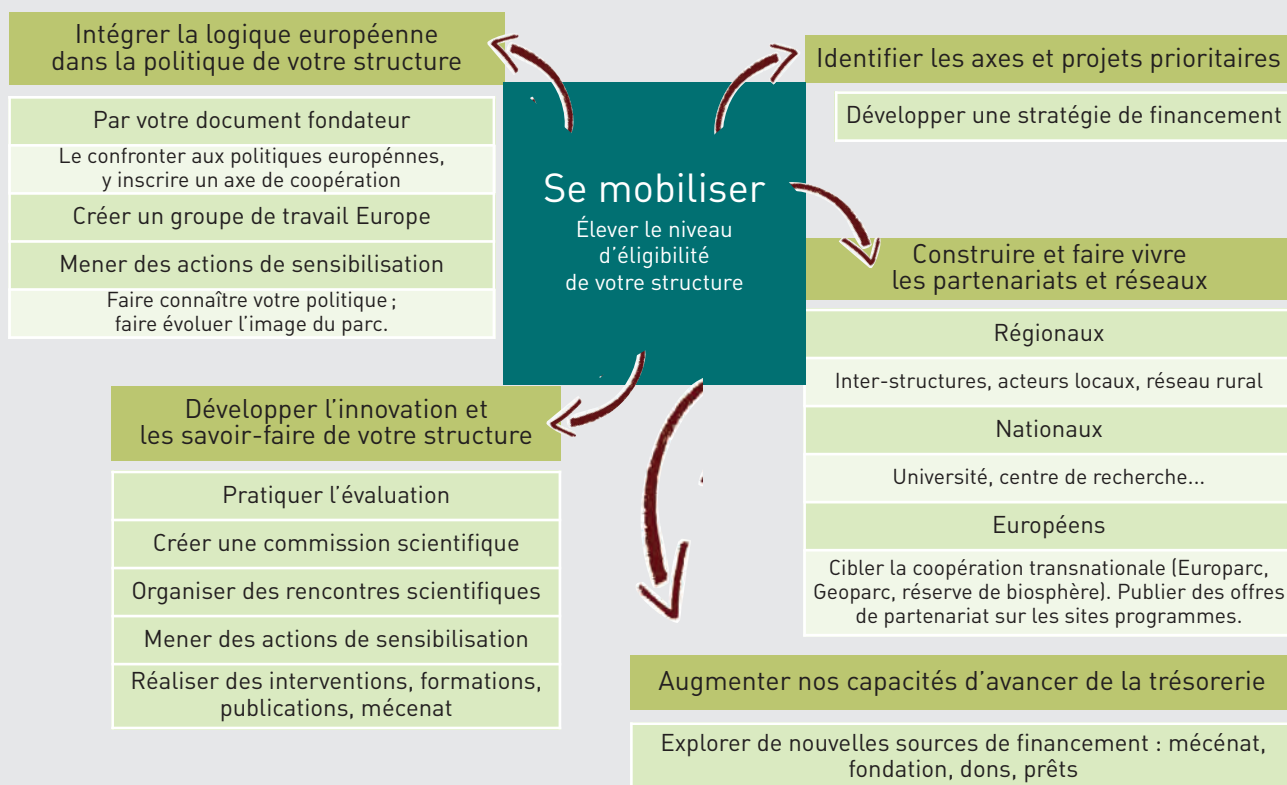 Intégrer la logique européenne
dans la politique de votre structure
Par votre document fondateur
Le confronter aux politiques europénnes,
y inscrire un axe de coopération
Créer un groupe de travail Europe
Mener des actions de sensibilisation
Faire connaître votre politique ;
faire évoluer l'image du parc.
Se mobiliser
Élever le niveau
d'éligibilité
de votre structure
Identifier les axes et projets prioritaires
Développer une stratégie de financement
Construire et faire vivre
les partenariats et réseaux
Régionaux
Inter-structures, acteurs locaux, réseau rural
Nationaux
Université, centre de recherche...
Européens
Cibler la coopération transnationale (Europarc,
Geoparc, réserve de biosphère). Publier des offres
de partenariat sur les sites programmes.
Développer l'innovation et
les savoir-faire de votre structure
Pratiquer l'évaluation
Créer une commission scientifique
Organiser des rencontres scientifiques
Mener des actions de sensibilisation
Réaliser des interventions, formations,
publications, mécenat
Augmenter nos capacités d'avancer de la trésorerie
Explorer de nouvelles sources de financement : mécénat,
fondation, dons, prêts